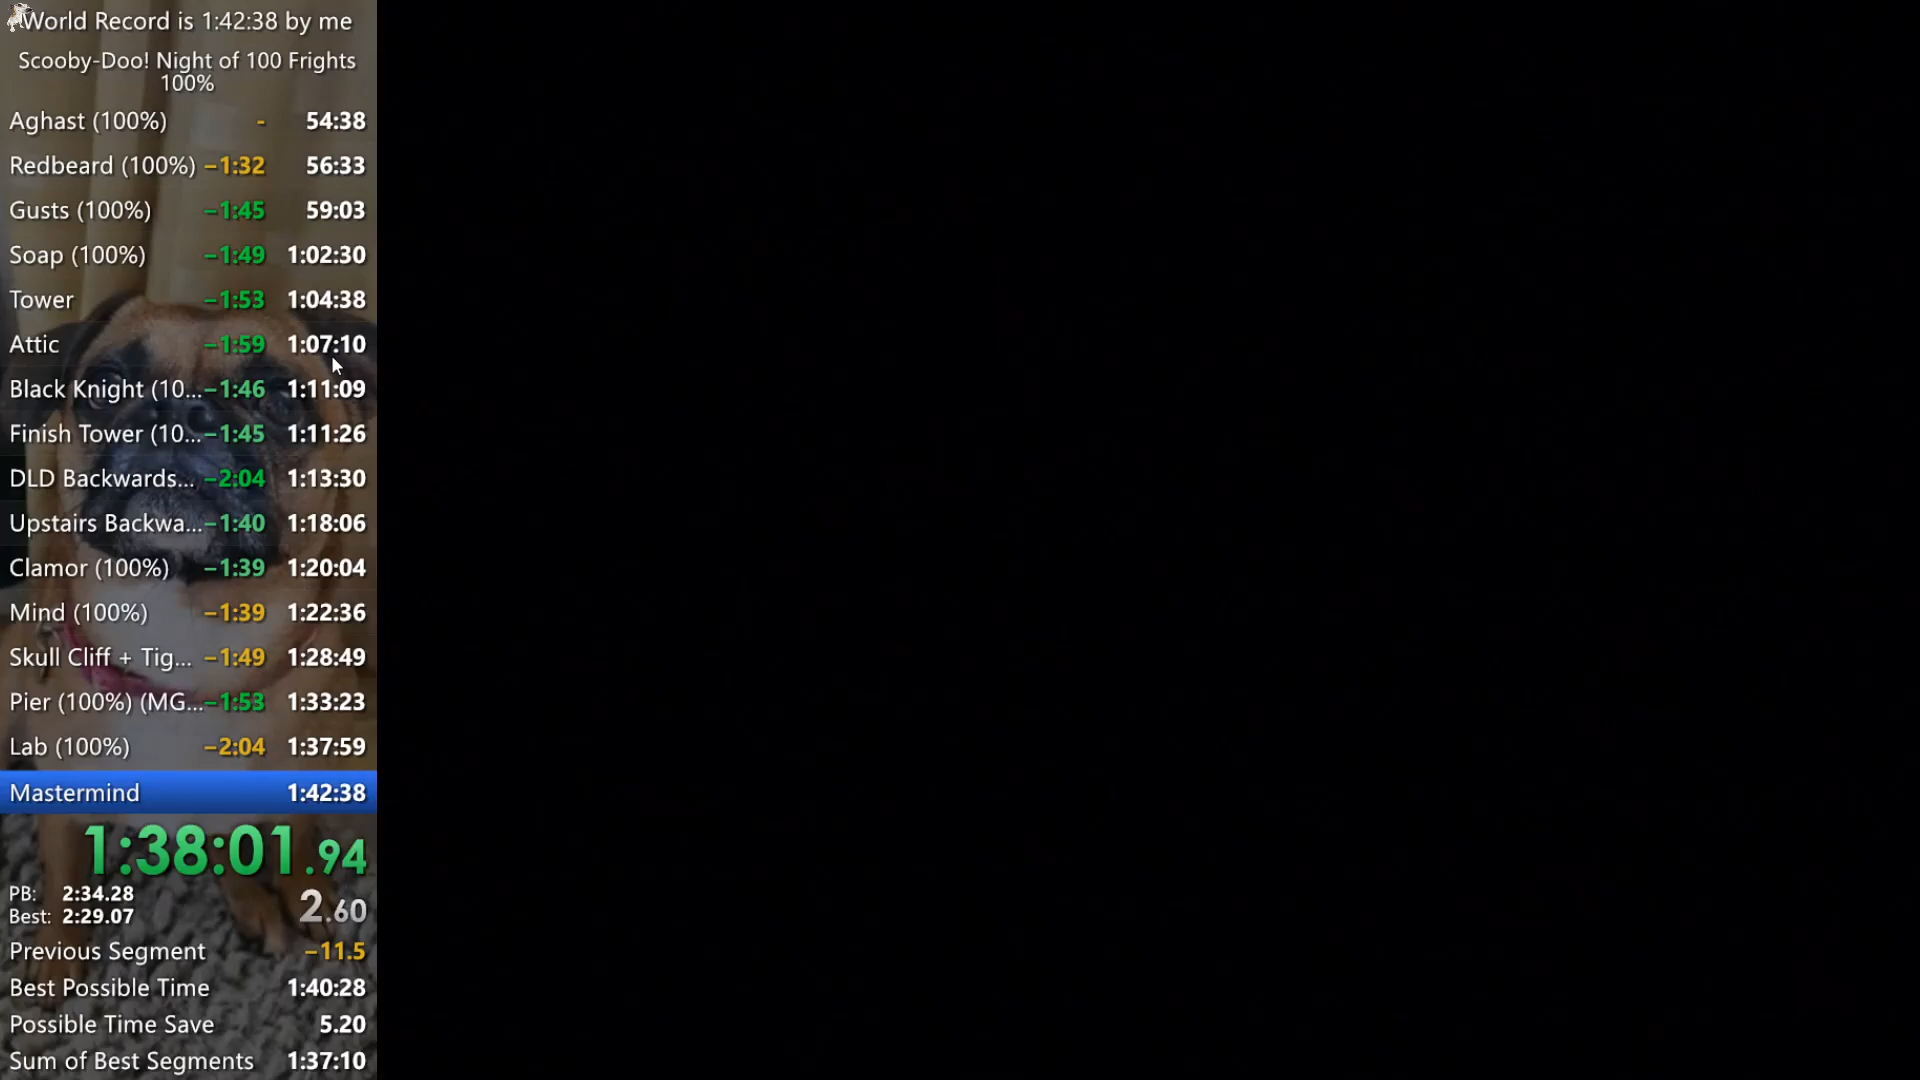 World Record is 1:42:38 by me
Scooby-Doo! Night of 100 Frights
100%
Aghast (100%) - 54:38
Redbeard (100%) −1:32 56:33
Gusts (100%) −1:45 59:03
Soap (100%) −1:49 1:02:30
Tower −1:53 1:04:38
Attic −1:59 1:07:10
Black Knight (10... −1:46 1:11:09
Finish Tower (10... −1:45 1:11:26
DLD Backwards... −2:04 1:13:30
Upstairs Backwa... −1:40 1:18:06
Clamor (100%) −1:39 1:20:04
Mind (100%) −1:39 1:22:36
Skull Cliff + Tig... −1:49 1:28:49
Pier (100%) (MG... −1:53 1:33:23
Lab (100%) −2:04 1:37:59
Mastermind 1:42:38
1:38:01.94
PB: 2:34.28
Best: 2:29.07
2.60
Previous Segment −11.5
Best Possible Time 1:40:28
Possible Time Save 5.20
Sum of Best Segments 1:37:10